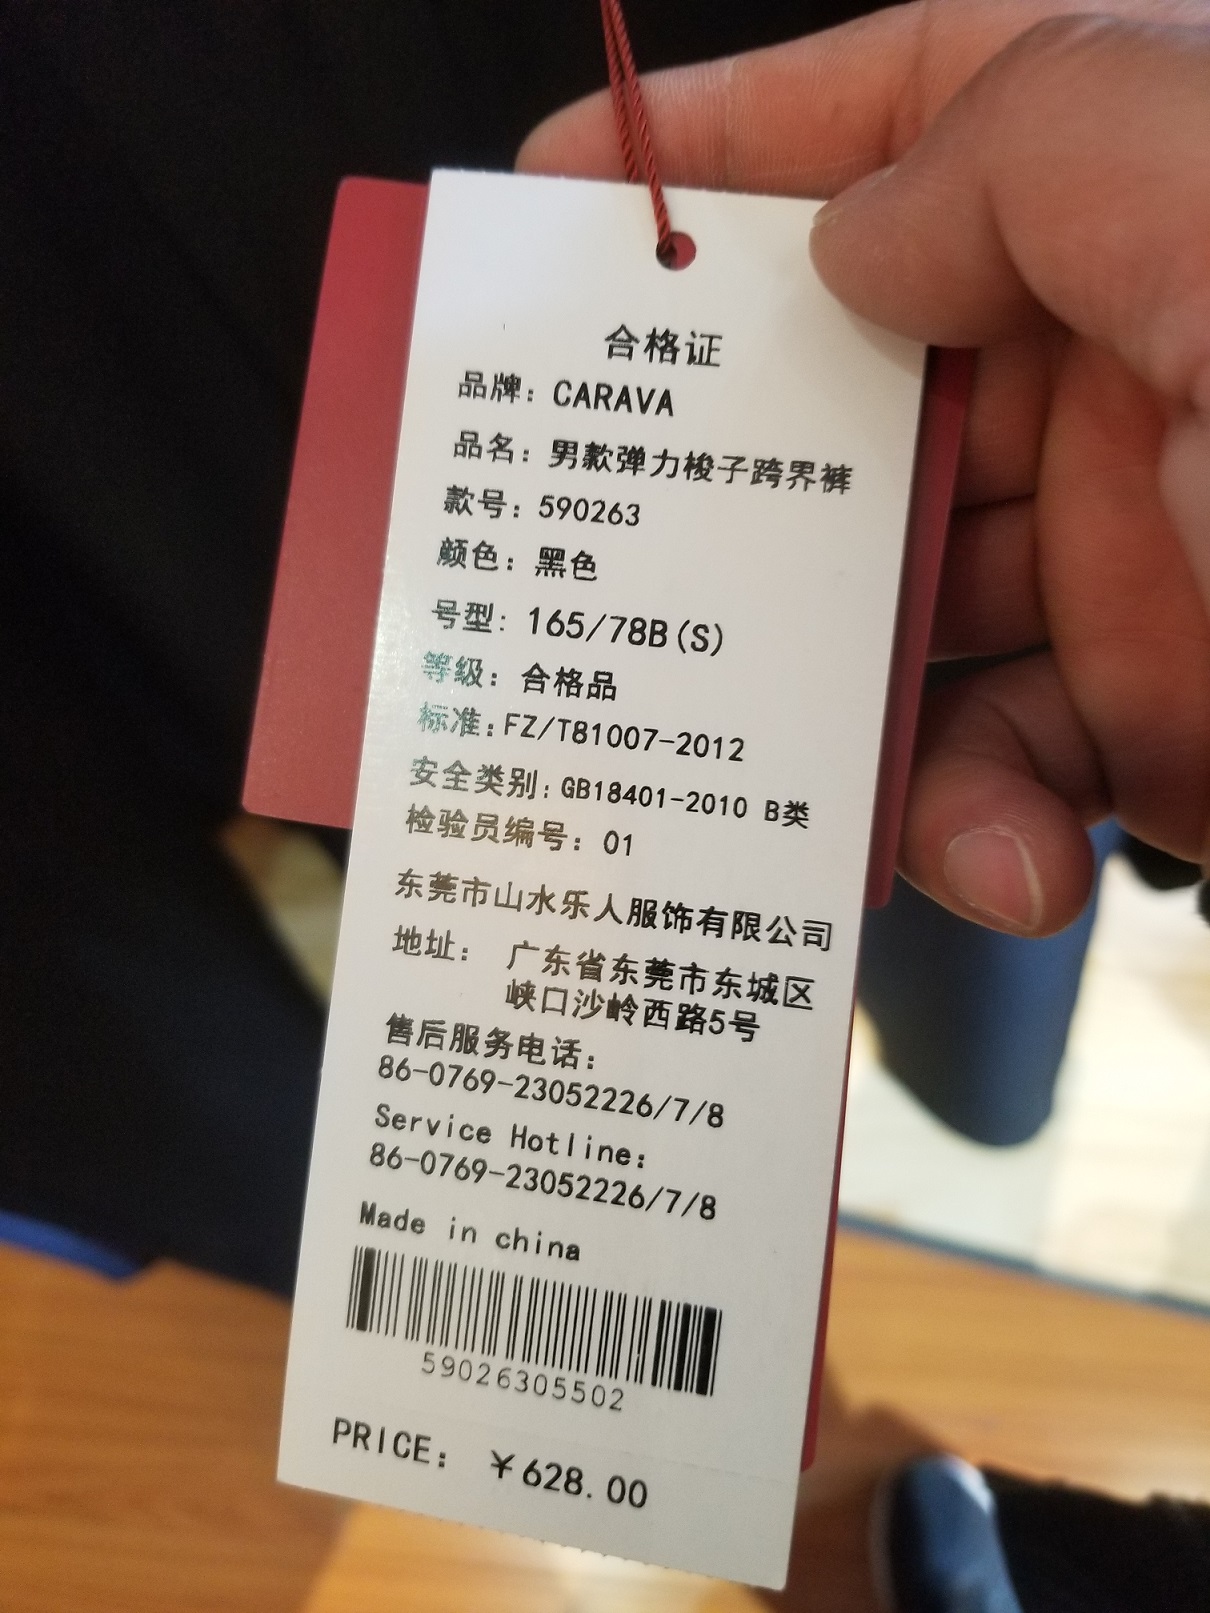 合格证
品牌：CARAVA
品名：男款弹力梭子跨界裤
款号：590263
颜色：黑色
号型：165/78B(S)
等级：合格品
标准:FZ/T81007-2012
安全类别:GB18401-2010 B类
检验员编号：01
东莞市山水乐人服饰有限公司
地址： 广东省东莞市东城区
峡口沙岭西路5号
售后服务电话：
86-0769-23052226/7/8
Service Hotline:
86-0769-23052226/7/8
Made in china
59026305502
PRICE: ￥628.00